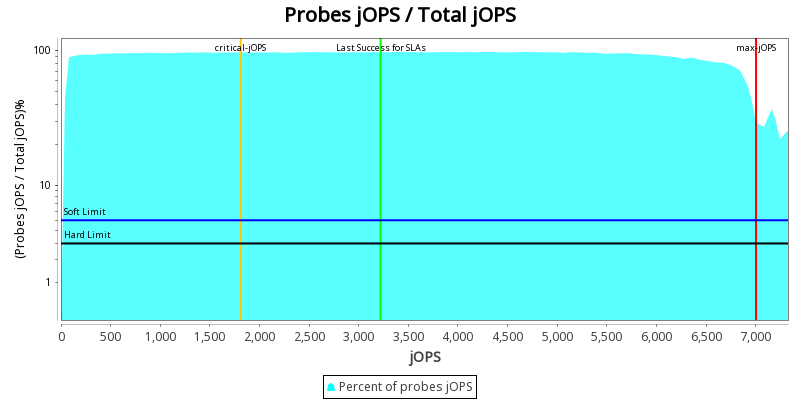 Probes jOPS / Total jOPS
(Probes jOPS / Total jOPS)%
100
10
1
critical-jOPS
Last Success for SLAs
max-jOPS
Soft Limit
Hard Limit
0 500 1,000 1,500 2,000 2,500 3,000 3,500 4,000 4,500 5,000 5,500 6,000 6,500 7,000
jOPS
Percent of probes jOPS